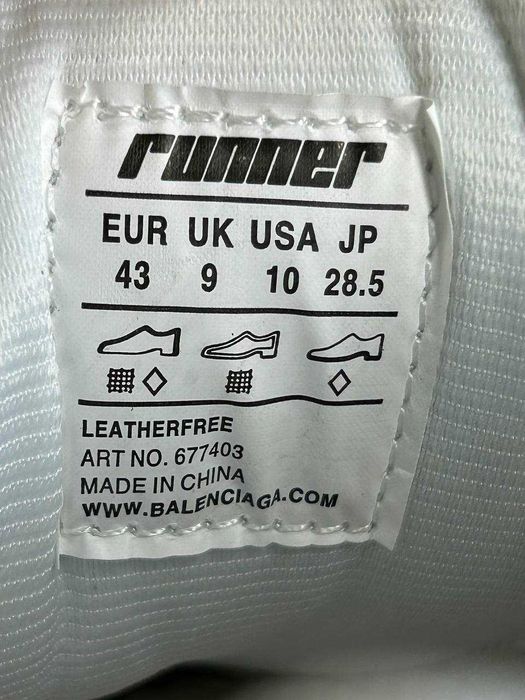 runner
EUR UK USA JP
43 9 10 28.5
LEATHERFREE
ART NO. 677403
MADE IN CHINA
WWW.BALENCIAGA.COM